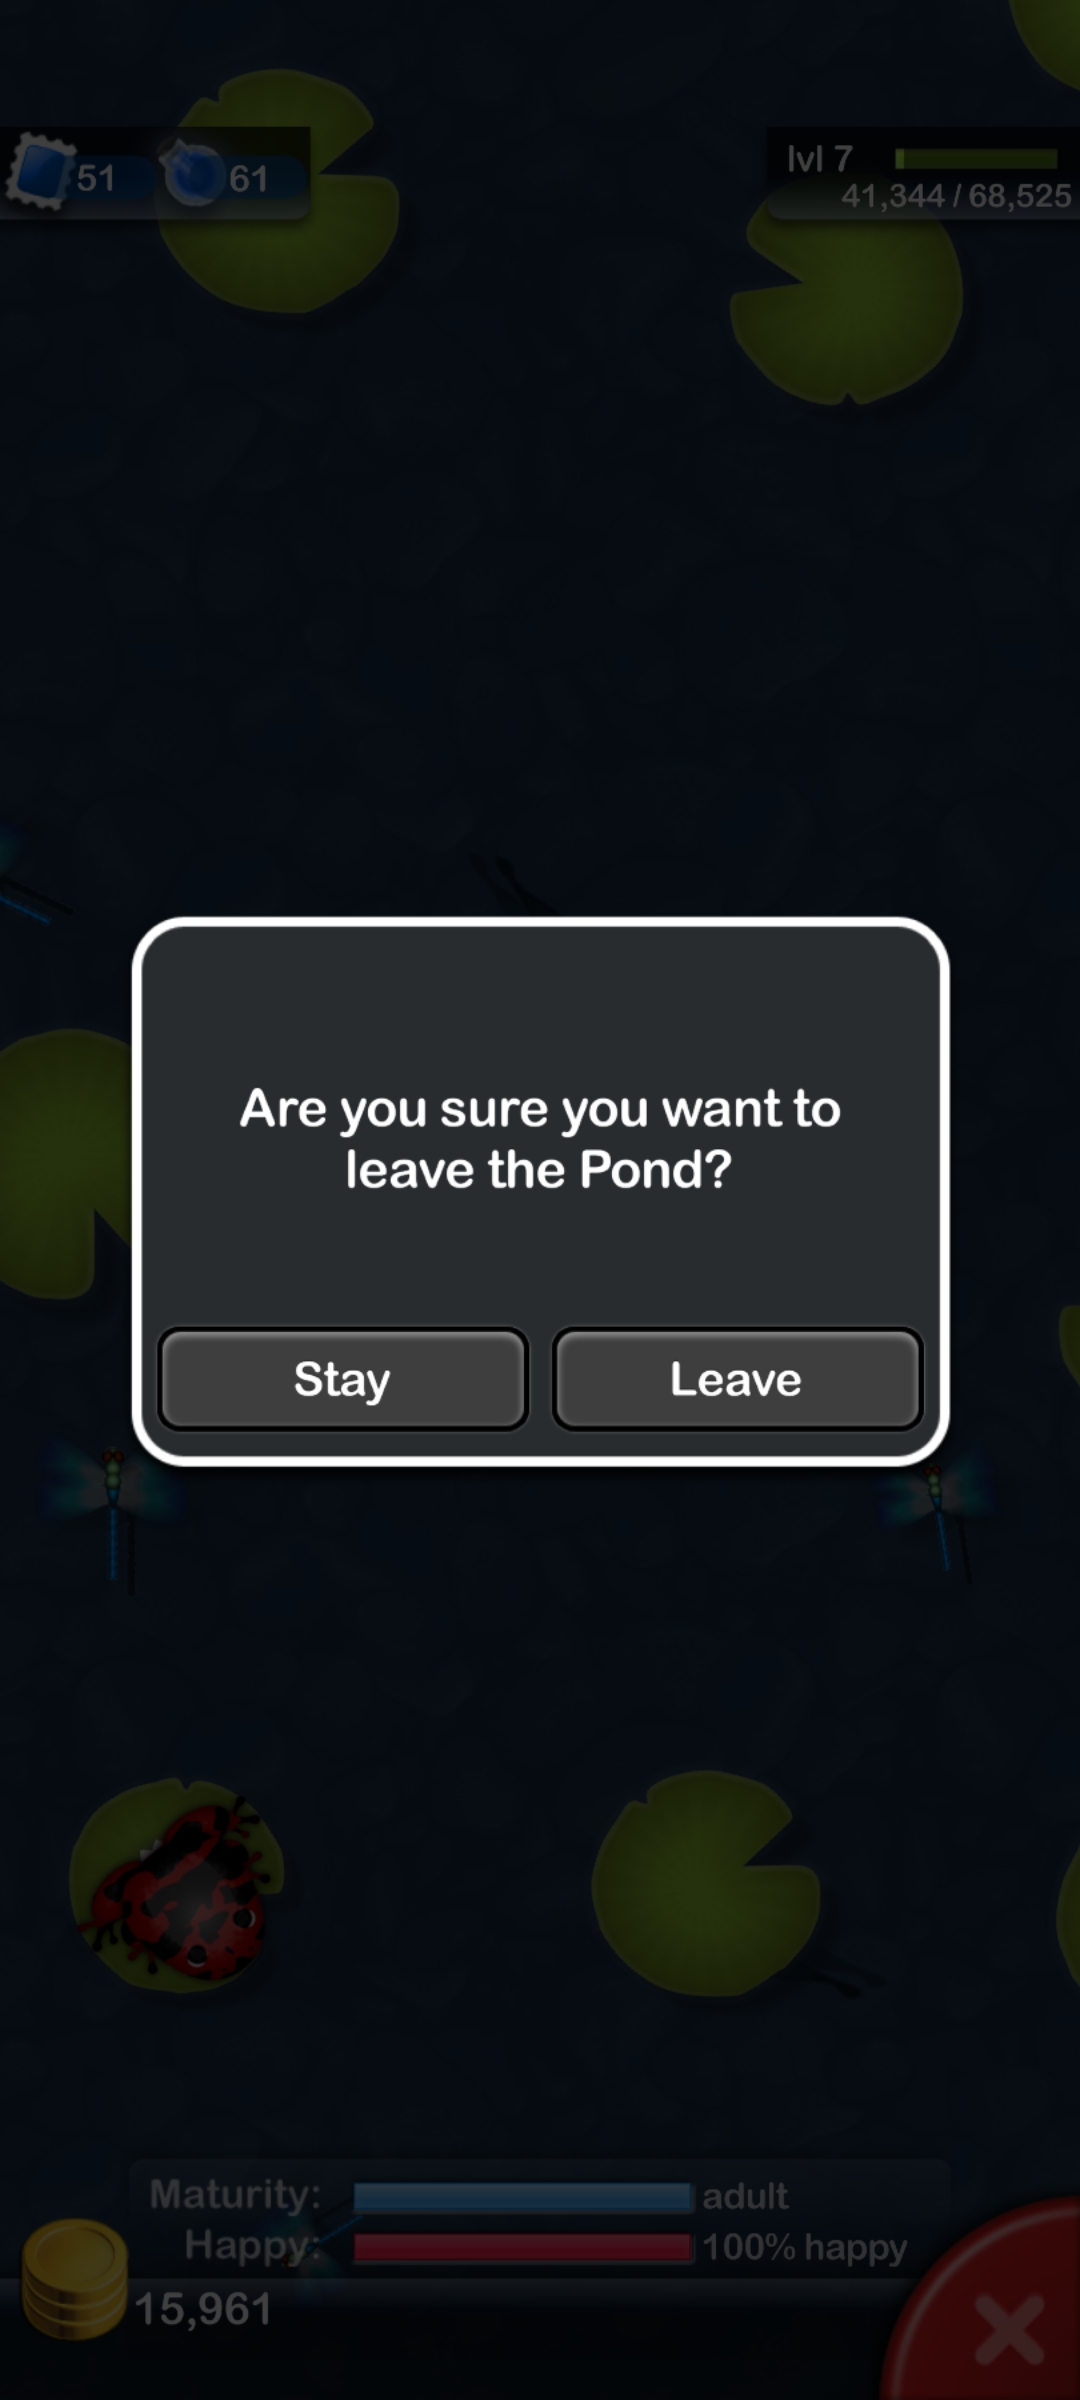 51
61
lvl 7
41,344 / 68,525
Are you sure you want to
leave the Pond?
Stay
Leave
Maturity:
adult
Happy:
100% happy
15,961